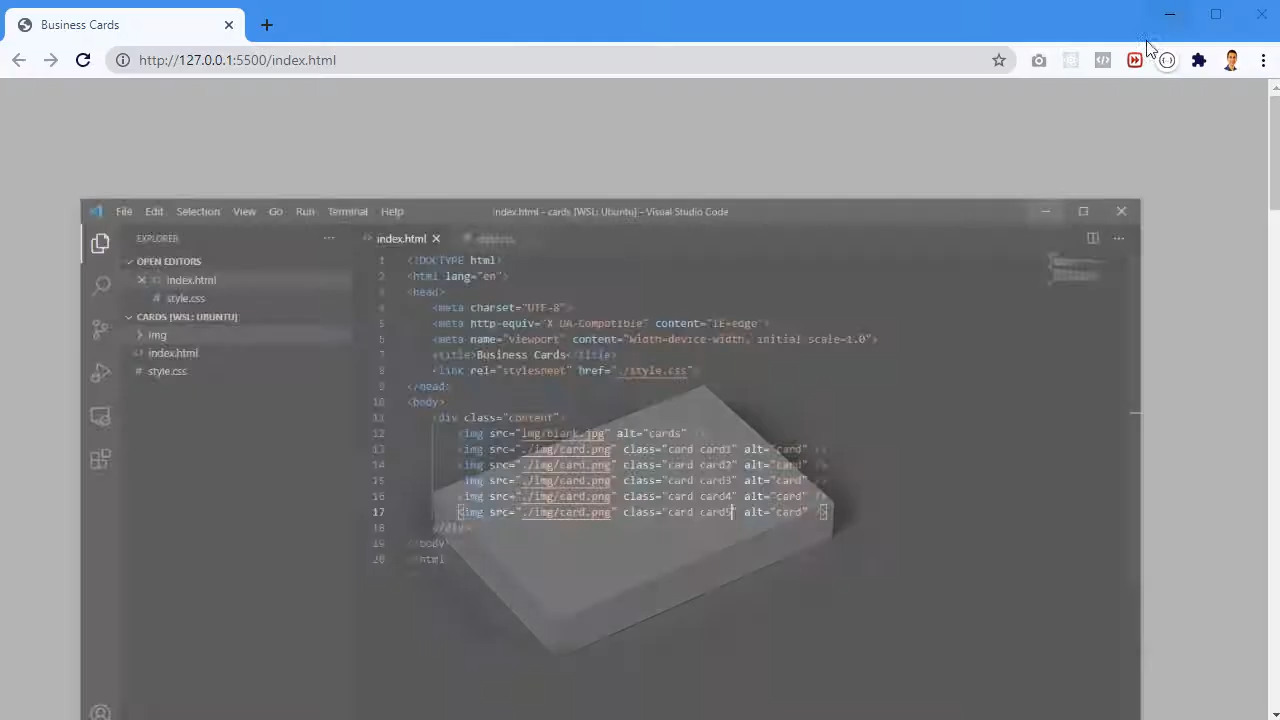 Business Cards
http://127.0.0.1:5500/index.html
File Edit Selection View Go Run Terminal Help
index.html - cards [WSL: Ubuntu] - Visual Studio Code
EXPLORER
OPEN EDITORS
index.html
style.css
CARDS [WSL: UBUNTU]
img
index.html
style.css
index.html
1 <!DOCTYPE html>
2 <html lang="en">
3 <head>
4 <meta charset="UTF-8">
5 <meta http-equiv="X-UA-Compatible" content="IE=edge">
6 <meta name="viewport" content="width=device-width, initial-scale=1.0">
7 <title>Business Cards</title>
8 <link rel="stylesheet" href="./style.css">
9 </head>
10 <body>
11 <div class="content">
12 <img src="img/blank.jpg" alt="cards" />
13 <img src="./img/card.png" class="card card1" alt="card" />
14 <img src="./img/card.png" class="card card2" alt="card" />
15 <img src="./img/card.png" class="card card3" alt="card" />
16 <img src="./img/card.png" class="card card4" alt="card" />
17 <img src="./img/card.png" class="card card5" alt="card" />
18 </div>
19 </body>
20 </html>